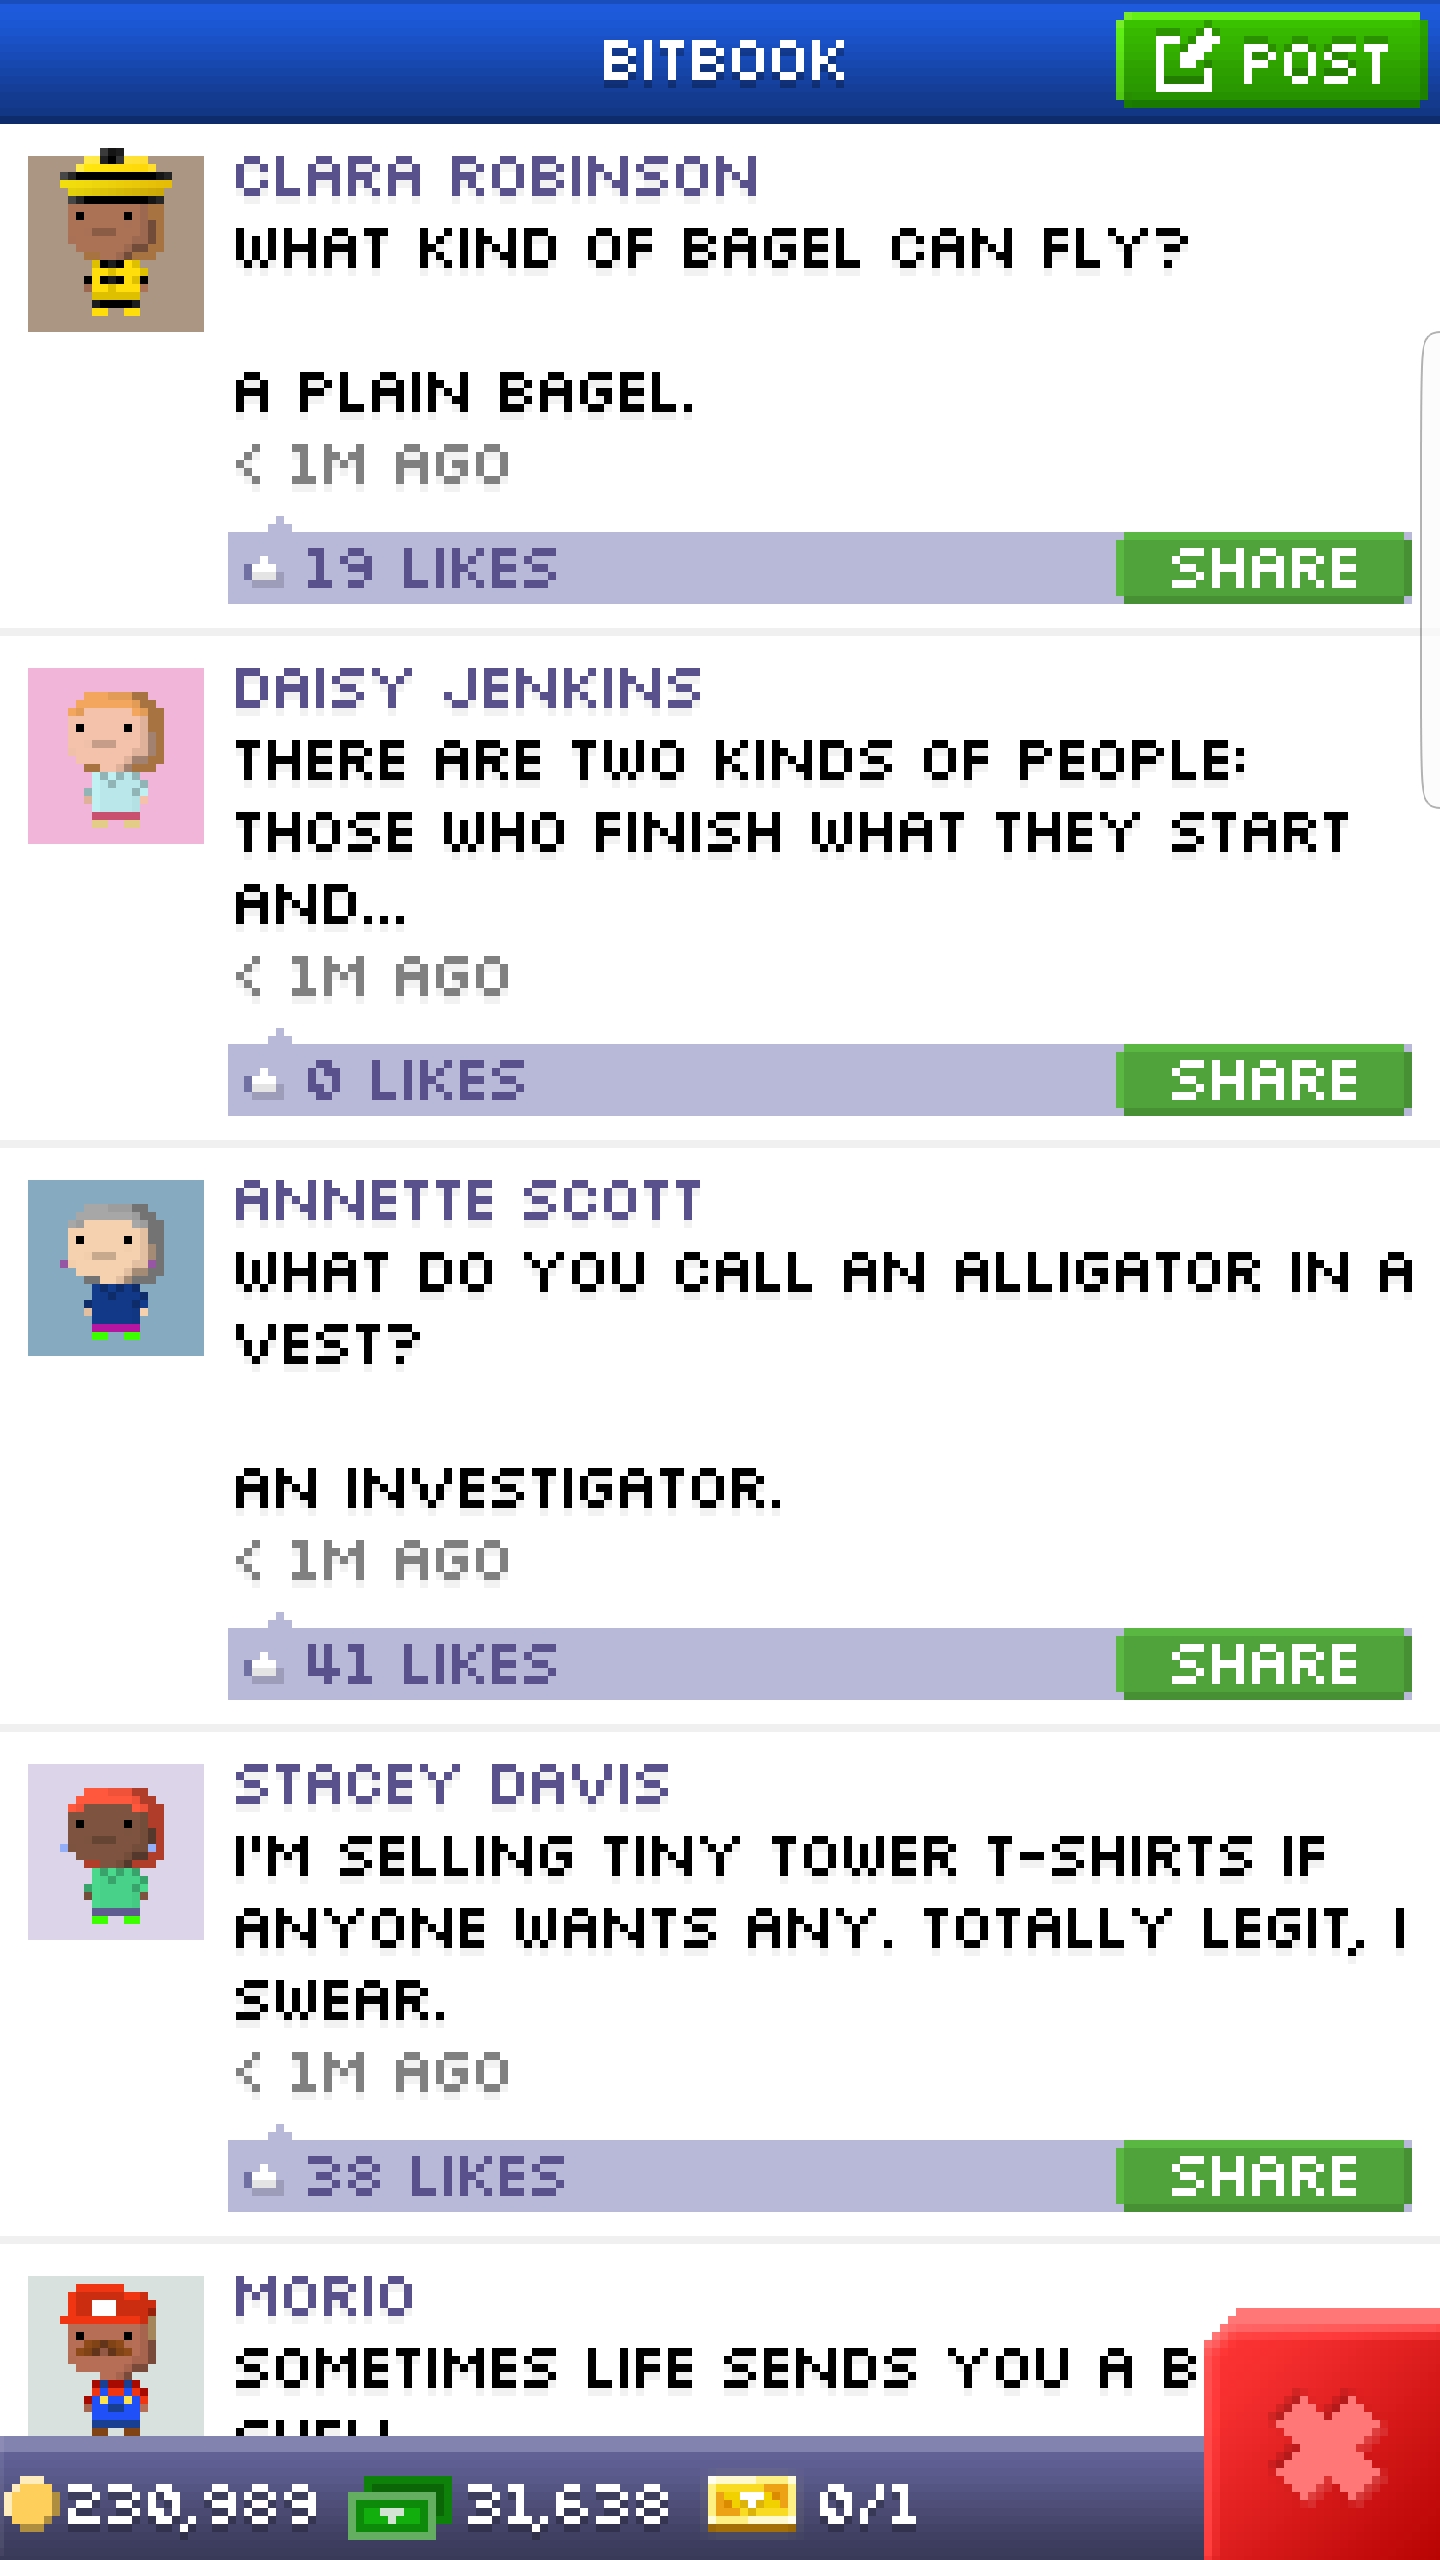 BITBOOK
POST
CLARA ROBINSON
WHAT KIND OF BAGEL CAN FLY?
A PLAIN BAGEL.
< 1M AGO
19 LIKES
SHARE
DAISY JENKINS
THERE ARE TWO KINDS OF PEOPLE:
THOSE WHO FINISH WHAT THEY START
AND...
< 1M AGO
0 LIKES
SHARE
ANNETTE SCOTT
WHAT DO YOU CALL AN ALLIGATOR IN A
VEST?
AN INVESTIGATOR.
< 1M AGO
41 LIKES
SHARE
STACEY DAVIS
I'M SELLING TINY TOWER T-SHIRTS IF
ANYONE WANTS ANY. TOTALLY LEGIT, I
SWEAR.
< 1M AGO
38 LIKES
SHARE
MORIO
SOMETIMES LIFE SENDS YOU A B
230,989
31,638
0/1